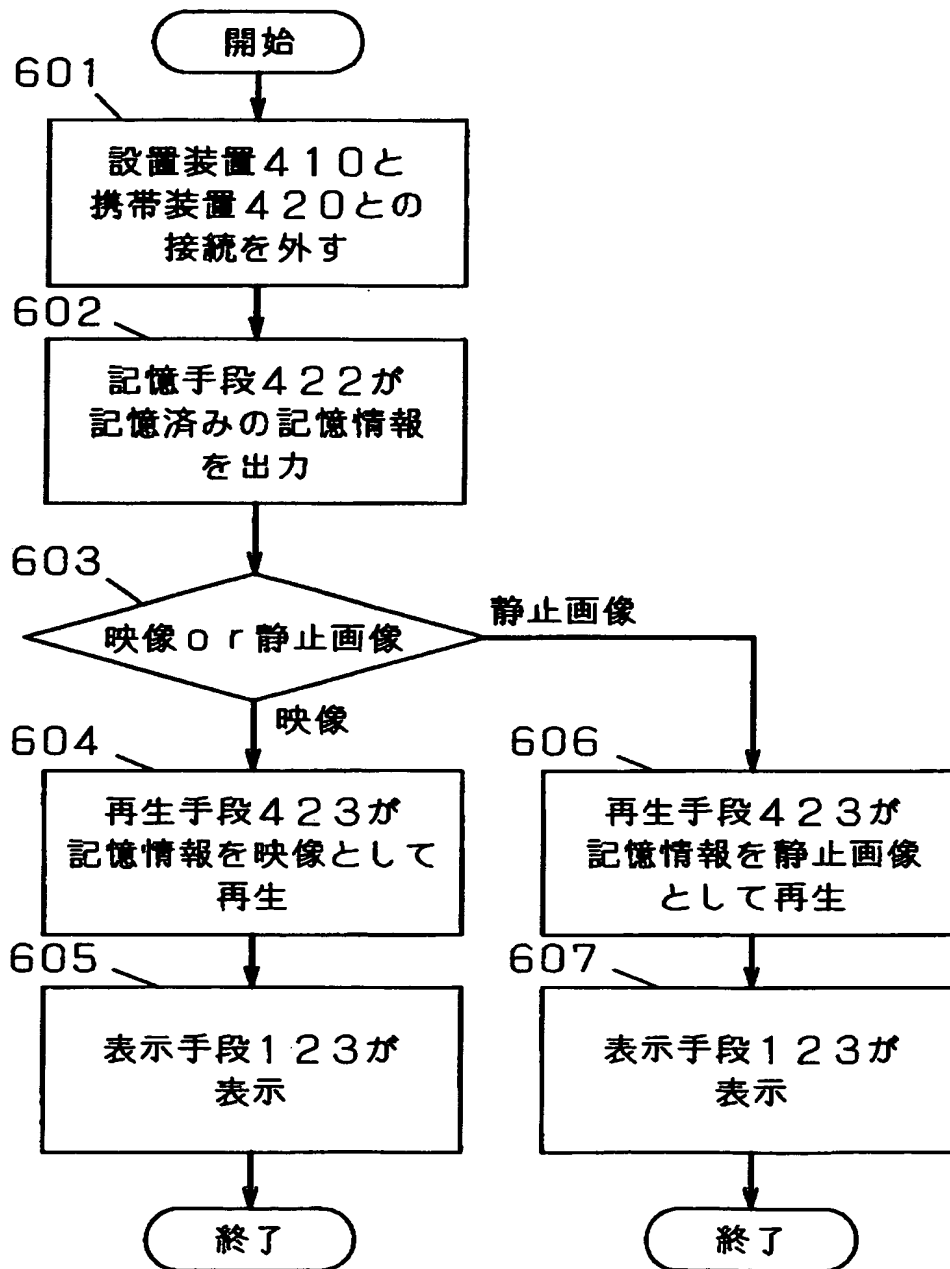 開始
601
設置装置410と
携帯装置420との
接続を外す
602
記憶手段422が
記憶済みの記憶情報
を出力
603
映像or静止画像
静止画像
映像
604
再生手段423が
記憶情報を映像として
再生
606
再生手段423が
記憶情報を静止画像
として再生
605
表示手段123が
表示
607
表示手段123が
表示
終了
終了